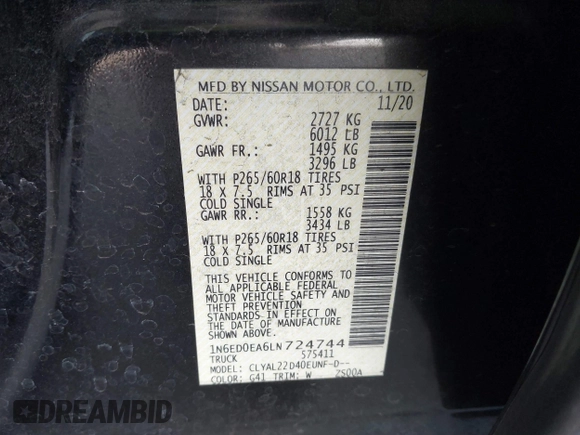 MFD BY NISSAN MOTOR CO., LTD.
DATE: 11/20
GVWR: 2727 KG
6012 LB
GAWR FR.: 1495 KG
3296 LB
WITH P265/60R18 TIRES
18 X 7.5 RIMS AT 35 PSI
COLD SINGLE
GAWR RR.: 1558 KG
3434 LB
WITH P265/60R18 TIRES
18 X 7.5 RIMS AT 35 PSI
COLD SINGLE
THIS VEHICLE CONFORMS TO
ALL APPLICABLE FEDERAL
MOTOR VEHICLE SAFETY AND
THEFT PREVENTION
STANDARDS IN EFFECT ON
THE DATE OF MANUFACTURE
SHOWN ABOVE.
1N6ED0EA6LN724744
TRUCK 575411
MODEL: CLYAL22D40EUNF-D--
COLOR: G41 TRIM: W ZS00A
DREAMBID